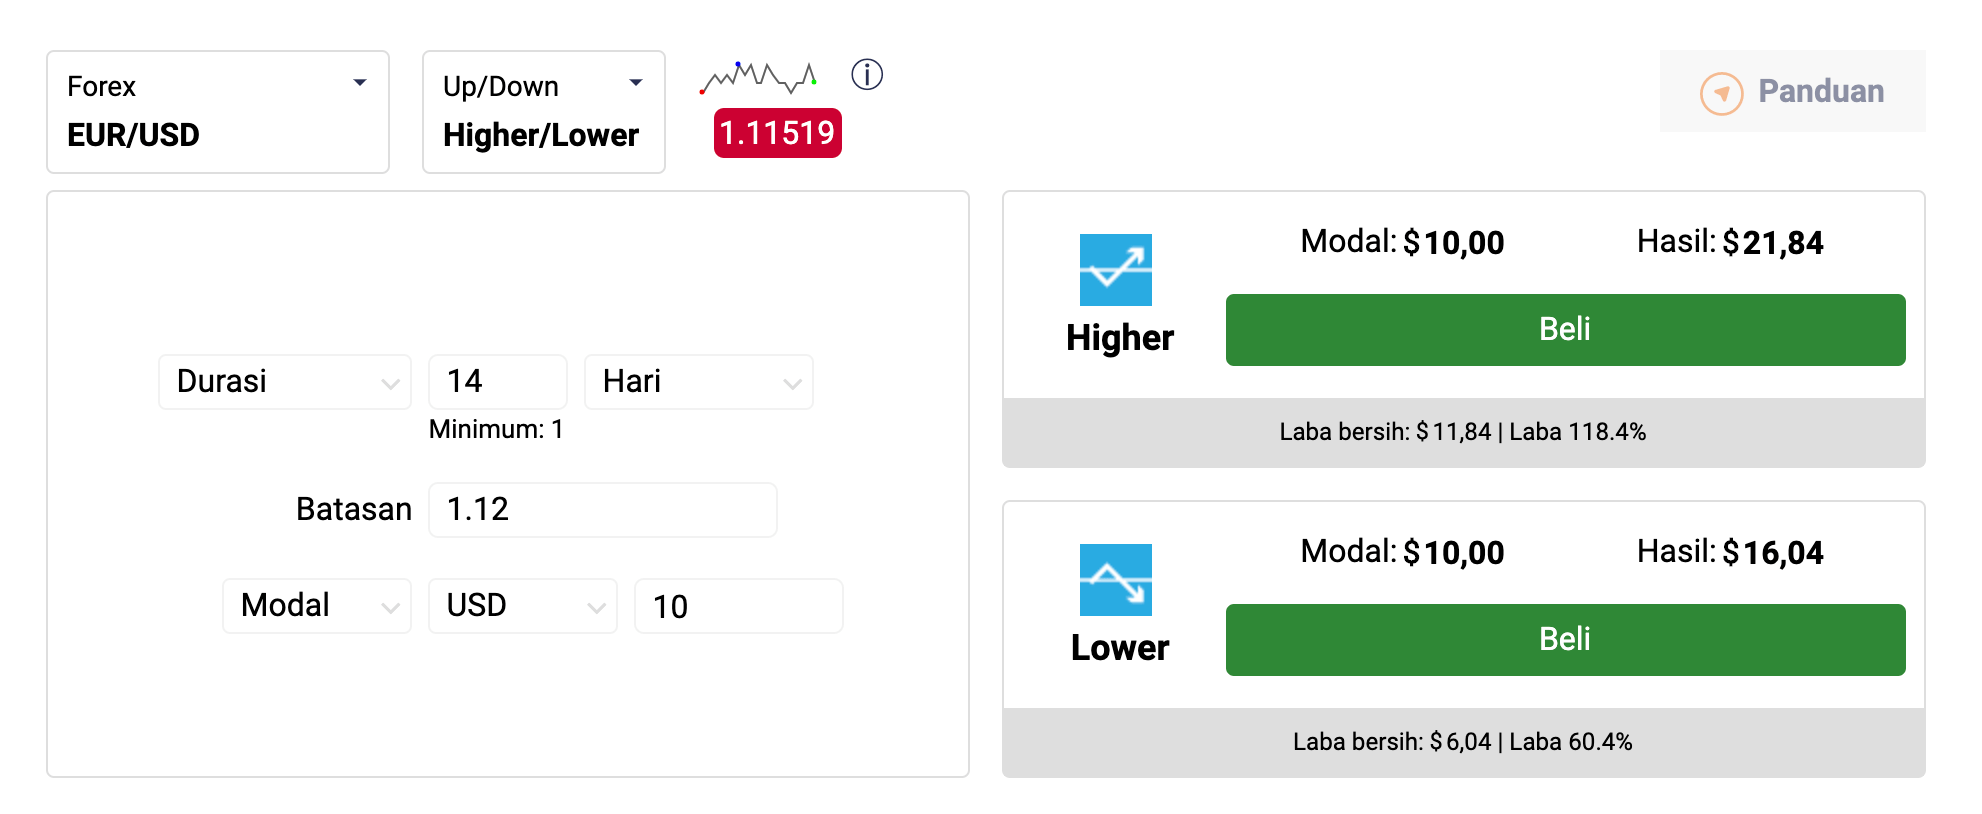 Forex
EUR/USD
Up/Down
Higher/Lower
1.11519
Panduan
Durasi 14 Hari
Minimum: 1
Batasan 1.12
Modal USD 10
Higher
Modal: $10,00 Hasil: $21,84
Beli
Laba bersih: $11,84 | Laba 118.4%
Lower
Modal: $10,00 Hasil: $16,04
Beli
Laba bersih: $6,04 | Laba 60.4%